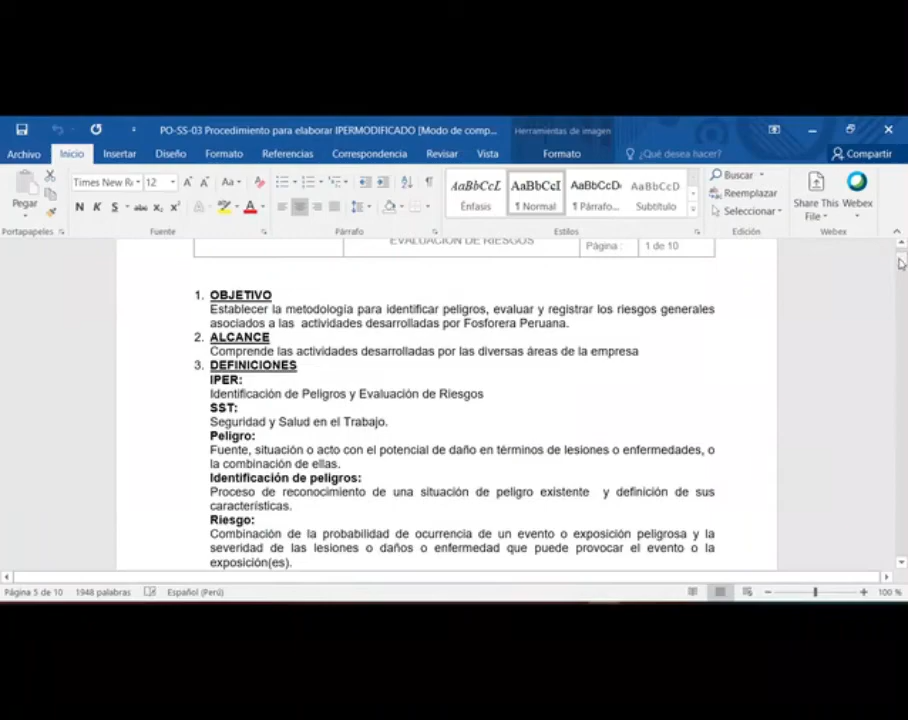 PO-SS-03 Procedimiento para elaborar IPERMODIFICADO [Modo de comp...
Herramientas de imagen
Archivo Inicio Insertar Diseño Formato Referencias Correspondencia Revisar Vista Formato ¿Qué desea hacer? Compartir
Pegar
Times New Ro 12
N K S abc x₂ x²
Aa
AaBbCcL AaBbCcI AaBbCcD AaBbCcD
Énfasis ¶ Normal ¶ Párrafo... Subtítulo
Buscar
Reemplazar
Seleccionar
Share This File
Webex
Portapapeles Fuente Párrafo Estilos Edición Webex
EVALUACIÓN DE RIESGOS Página : 1 de 10
1. OBJETIVO
Establecer la metodología para identificar peligros, evaluar y registrar los riesgos generales
asociados a las actividades desarrolladas por Fosforera Peruana.
2. ALCANCE
Comprende las actividades desarrolladas por las diversas áreas de la empresa
3. DEFINICIONES
IPER:
Identificación de Peligros y Evaluación de Riesgos
SST:
Seguridad y Salud en el Trabajo.
Peligro:
Fuente, situación o acto con el potencial de daño en términos de lesiones o enfermedades, o
la combinación de ellas.
Identificación de peligros:
Proceso de reconocimiento de una situación de peligro existente y definición de sus
características.
Riesgo:
Combinación de la probabilidad de ocurrencia de un evento o exposición peligrosa y la
severidad de las lesiones o daños o enfermedad que puede provocar el evento o la
exposición(es).
Página 5 de 10 1948 palabras Español (Perú) 100 %